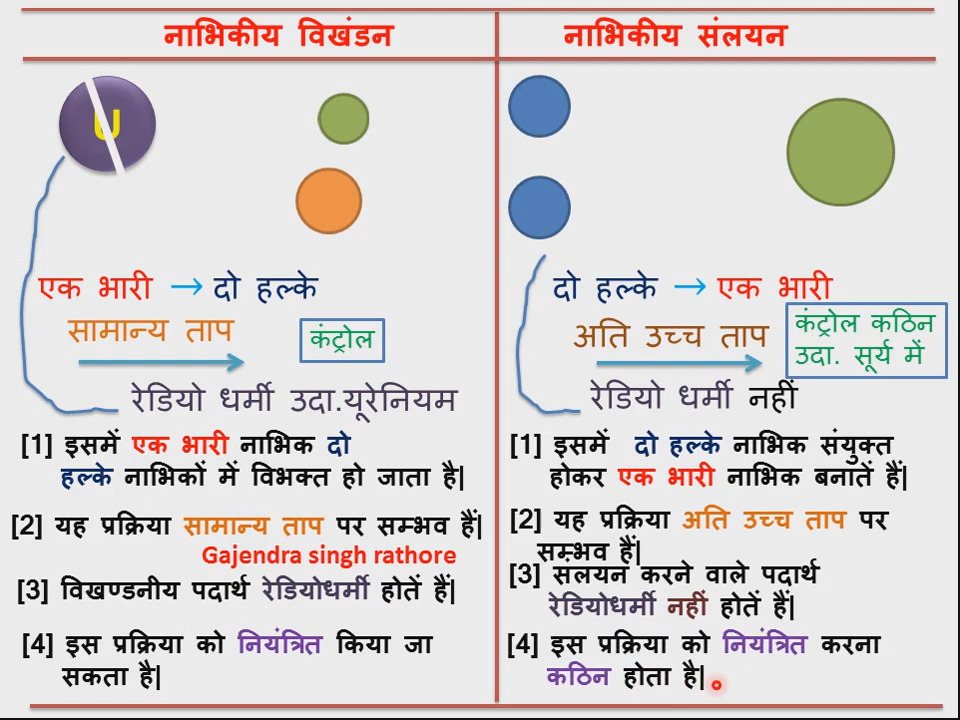 नाभिकीय विखंडन
U
एक भारी → दो हल्के
सामान्य ताप
कंट्रोल
रेडियो धर्मी उदा.यूरेनियम
[1] इसमें एक भारी नाभिक दो
हल्के नाभिकों में विभक्त हो जाता है|
[2] यह प्रक्रिया सामान्य ताप पर सम्भव हैं|
Gajendra singh rathore
[3] विखण्डनीय पदार्थ रेडियोधर्मी होतें हैं|
[4] इस प्रक्रिया को नियंत्रित किया जा
सकता है|
नाभिकीय संलयन
दो हल्के → एक भारी
अति उच्च ताप
कंट्रोल कठिन
उदा. सूर्य में
रेडियो धर्मी नहीं
[1] इसमें दो हल्के नाभिक संयुक्त
होकर एक भारी नाभिक बनातें हैं|
[2] यह प्रक्रिया अति उच्च ताप पर
सम्भव हैं|
[3] संलयन करने वाले पदार्थ
रेडियोधर्मी नहीं होतें हैं|
[4] इस प्रक्रिया को नियंत्रित करना
कठिन होता है|